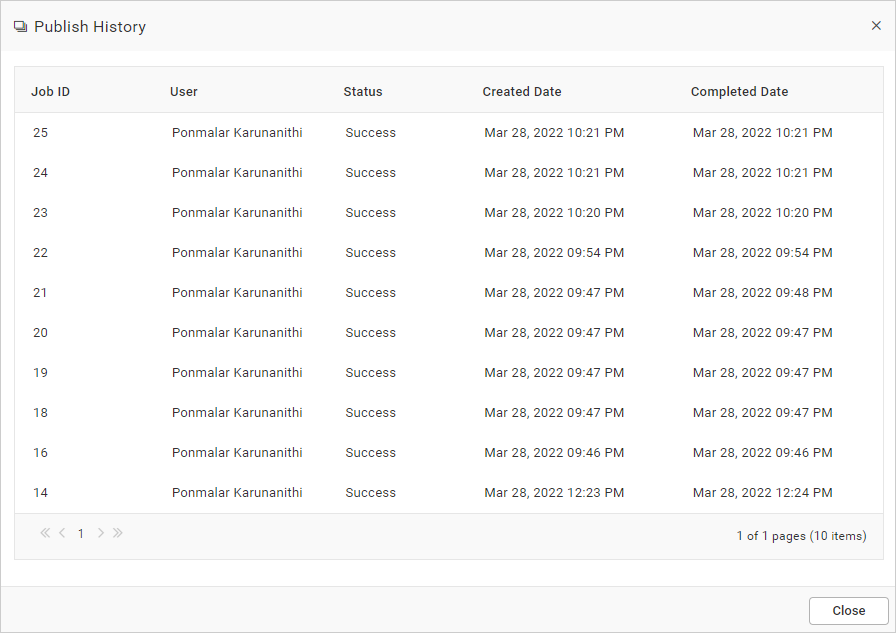 Publish History
Job ID User Status Created Date Completed Date
25 Ponmalar Karunanithi Success Mar 28, 2022 10:21 PM Mar 28, 2022 10:21 PM
24 Ponmalar Karunanithi Success Mar 28, 2022 10:21 PM Mar 28, 2022 10:21 PM
23 Ponmalar Karunanithi Success Mar 28, 2022 10:20 PM Mar 28, 2022 10:20 PM
22 Ponmalar Karunanithi Success Mar 28, 2022 09:54 PM Mar 28, 2022 09:54 PM
21 Ponmalar Karunanithi Success Mar 28, 2022 09:47 PM Mar 28, 2022 09:48 PM
20 Ponmalar Karunanithi Success Mar 28, 2022 09:47 PM Mar 28, 2022 09:47 PM
19 Ponmalar Karunanithi Success Mar 28, 2022 09:47 PM Mar 28, 2022 09:47 PM
18 Ponmalar Karunanithi Success Mar 28, 2022 09:47 PM Mar 28, 2022 09:47 PM
16 Ponmalar Karunanithi Success Mar 28, 2022 09:46 PM Mar 28, 2022 09:46 PM
14 Ponmalar Karunanithi Success Mar 28, 2022 12:23 PM Mar 28, 2022 12:24 PM
1 1 of 1 pages (10 items)
Close